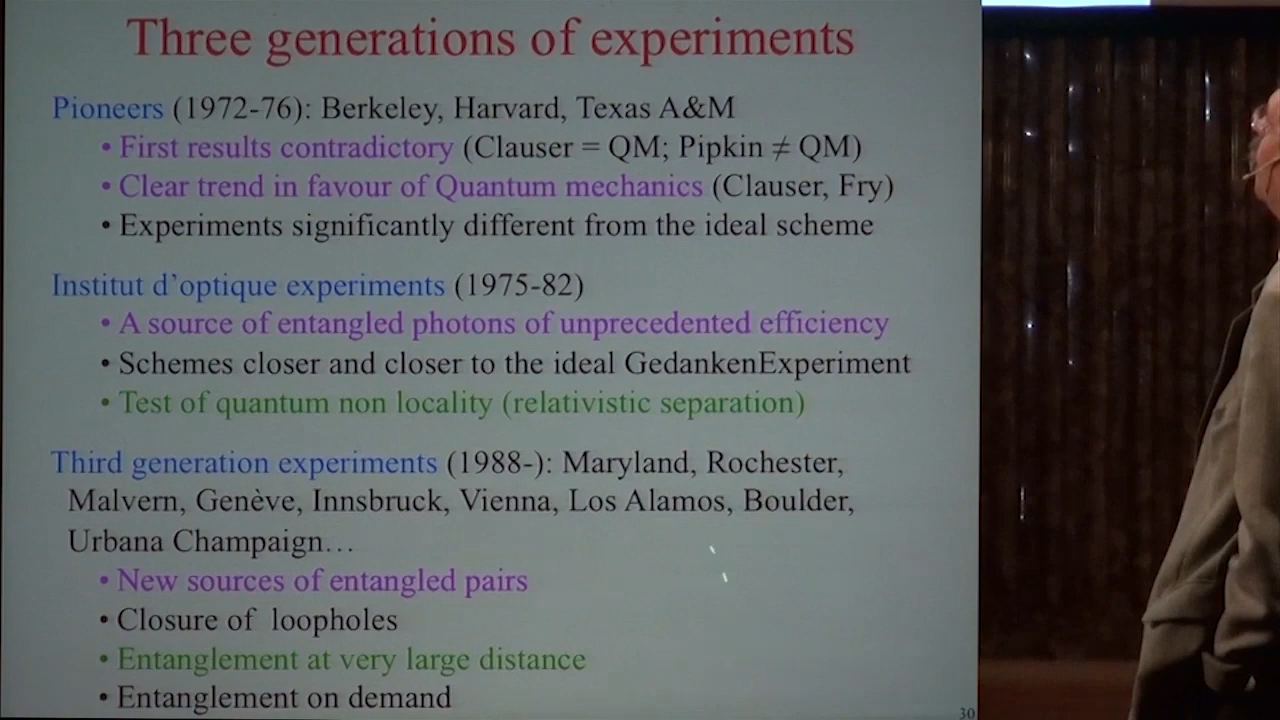 Three generations of experiments
Pioneers (1972-76): Berkeley, Harvard, Texas A&M
• First results contradictory (Clauser = QM; Pipkin ≠ QM)
• Clear trend in favour of Quantum mechanics (Clauser, Fry)
• Experiments significantly different from the ideal scheme
Institut d’optique experiments (1975-82)
• A source of entangled photons of unprecedented efficiency
• Schemes closer and closer to the ideal GedankenExperiment
• Test of quantum non locality (relativistic separation)
Third generation experiments (1988-): Maryland, Rochester,
Malvern, Genève, Innsbruck, Vienna, Los Alamos, Boulder,
Urbana Champaign…
• New sources of entangled pairs
• Closure of loopholes
• Entanglement at very large distance
• Entanglement on demand
30